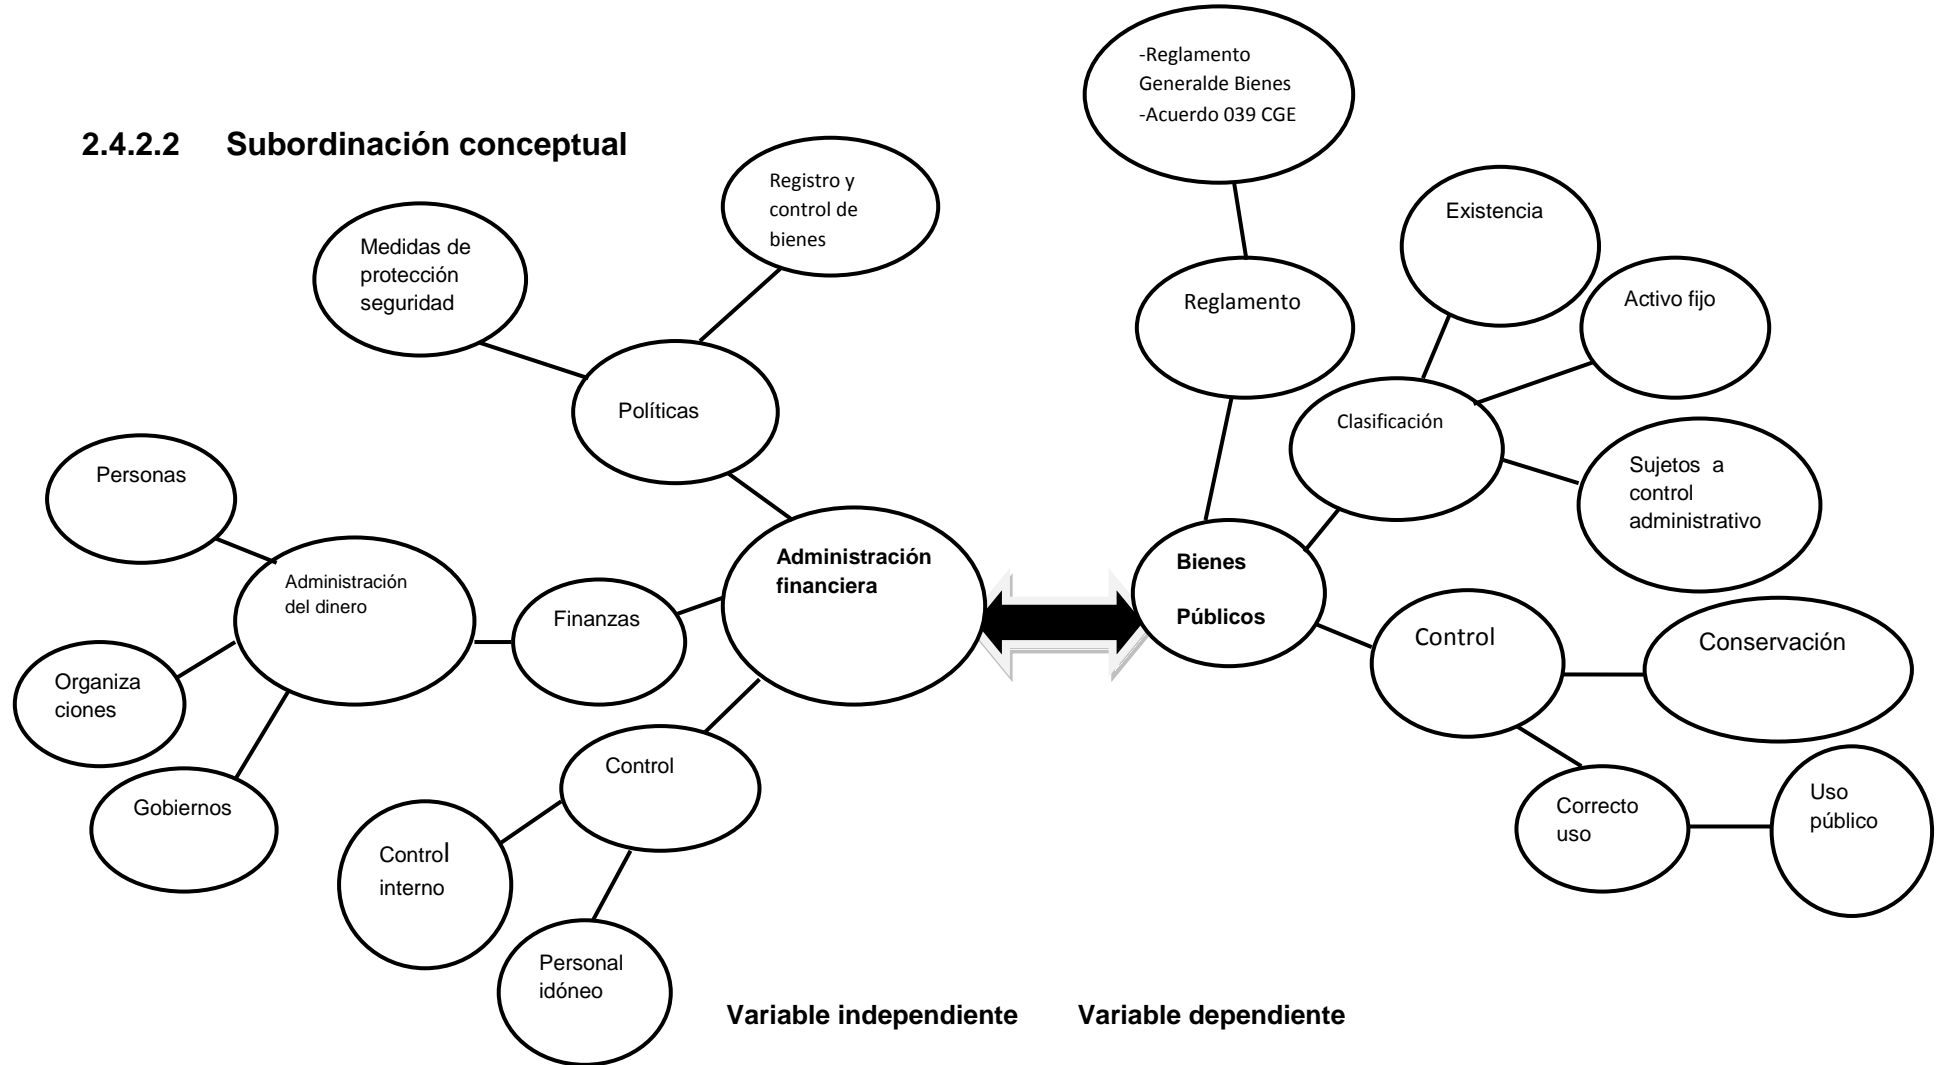 2.4.2.2 Subordinación conceptual
-Reglamento
Generalde Bienes
-Acuerdo 039 CGE
Registro y
control de
bienes
Medidas de
protección
seguridad
Existencia
Reglamento
Activo fijo
Políticas
Clasificación
Personas
Sujetos a
control
administrativo
Administración
financiera
Bienes
Públicos
Administración
del dinero
Finanzas
Control
Conservación
Organiza
ciones
Control
Gobiernos
Correcto
uso
Uso
público
Control
interno
Personal
idóneo
Variable independiente
Variable dependiente